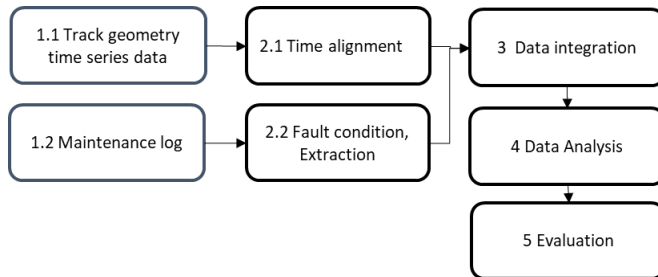 1.1 Track geometry
time series data
2.1 Time alignment
3 Data integration
1.2 Maintenance log
2.2 Fault condition,
Extraction
4 Data Analysis
5 Evaluation